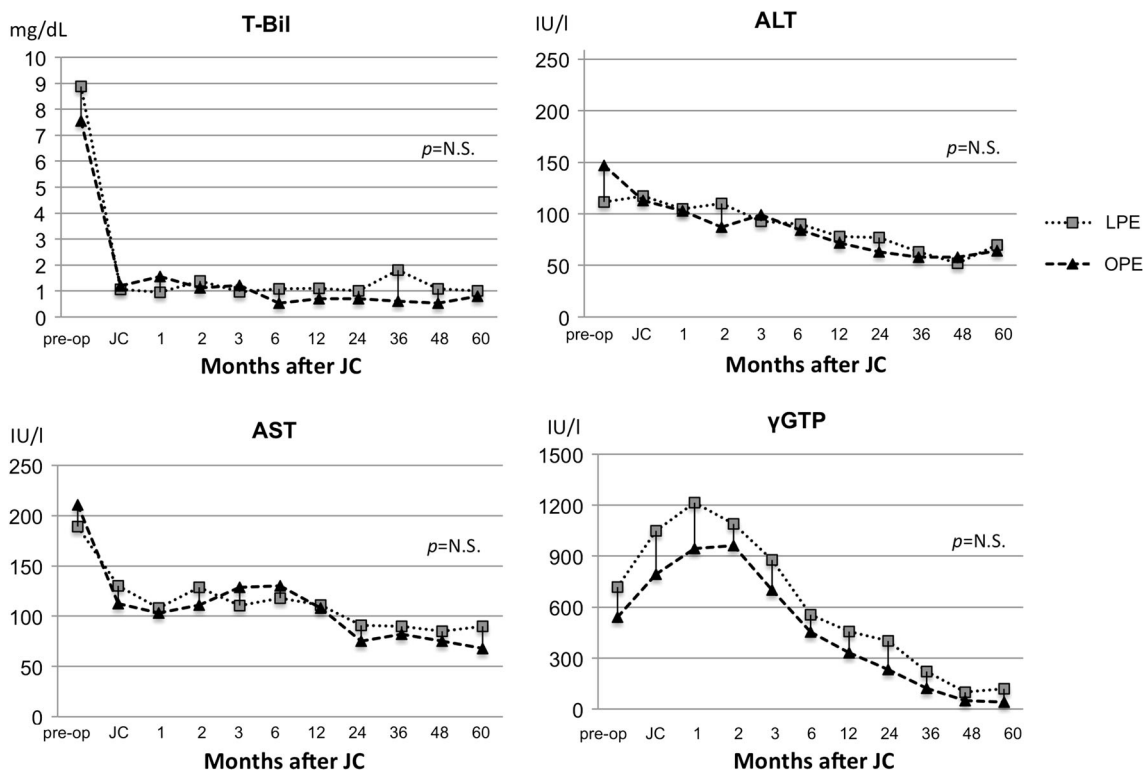 T-Bil
mg/dL
10
9
8
7
6
5
4
3
2
1
0
p=N.S.
pre-op JC 1 2 3 6 12 24 36 48 60
Months after JC
ALT
IU/l
250
200
150
100
50
0
p=N.S.
pre-op JC 1 2 3 6 12 24 36 48 60
Months after JC
LPE
OPE
AST
IU/l
250
200
150
100
50
0
p=N.S.
pre-op JC 1 2 3 6 12 24 36 48 60
Months after JC
γGTP
IU/l
1500
1200
900
600
300
0
p=N.S.
pre-op JC 1 2 3 6 12 24 36 48 60
Months after JC